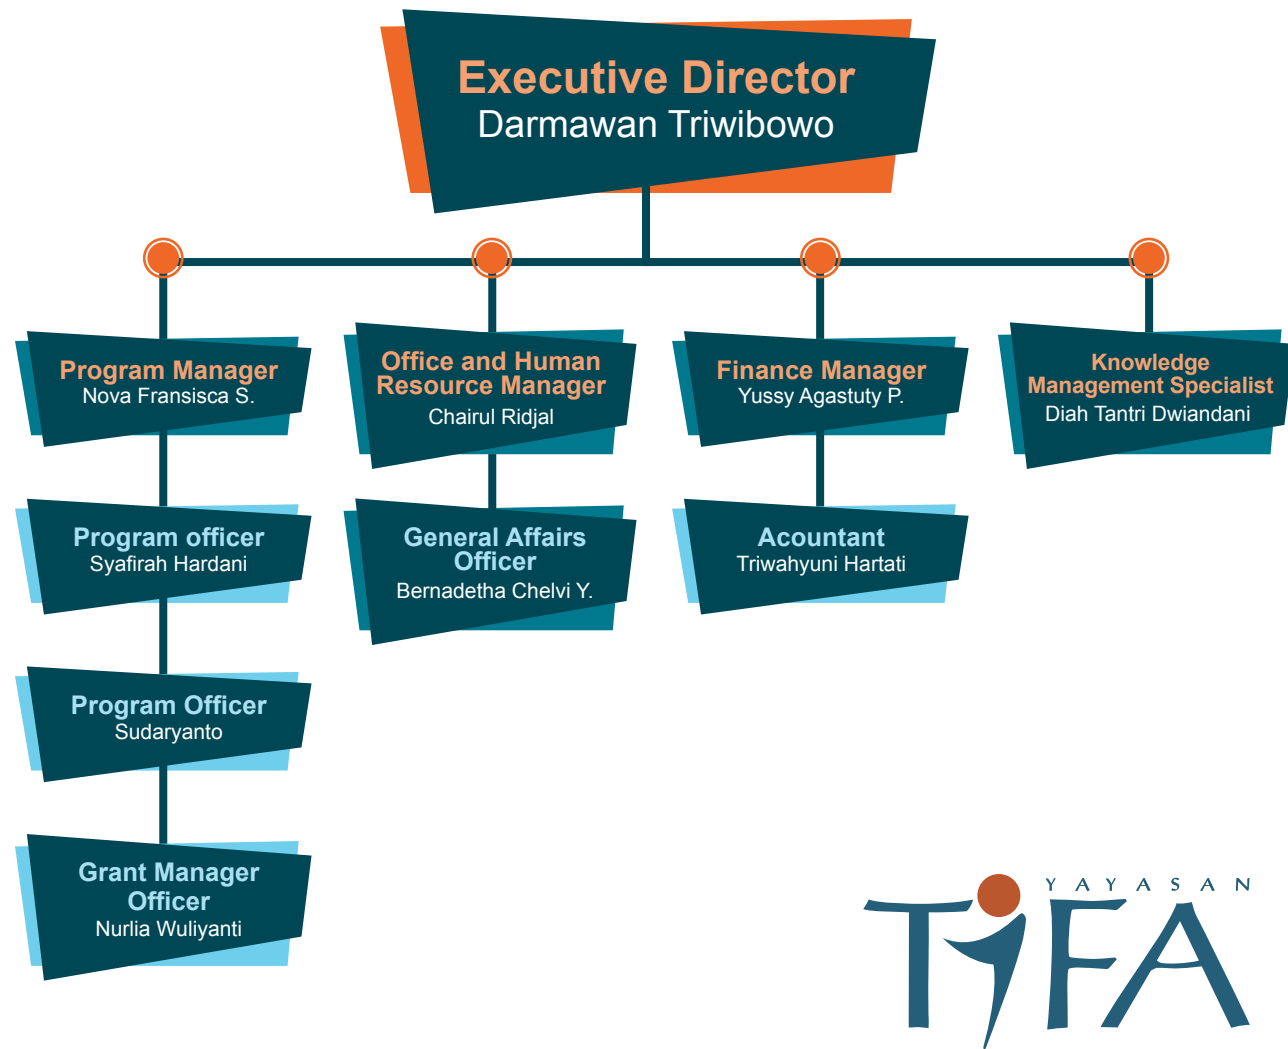 Executive Director
Darmawan Triwibowo
Program Manager
Nova Fransisca S.
Office and Human
Resource Manager
Chairul Ridjal
Finance Manager
Yussy Agastuty P.
Knowledge
Management Specialist
Diah Tantri Dwiandani
Program officer
Syafirah Hardani
General Affairs
Officer
Bernadetha Chelvi Y.
Acountant
Triwahyuni Hartati
Program Officer
Sudaryanto
Grant Manager
Officer
Nurlia Wuliyanti
YAYASAN
TIFA